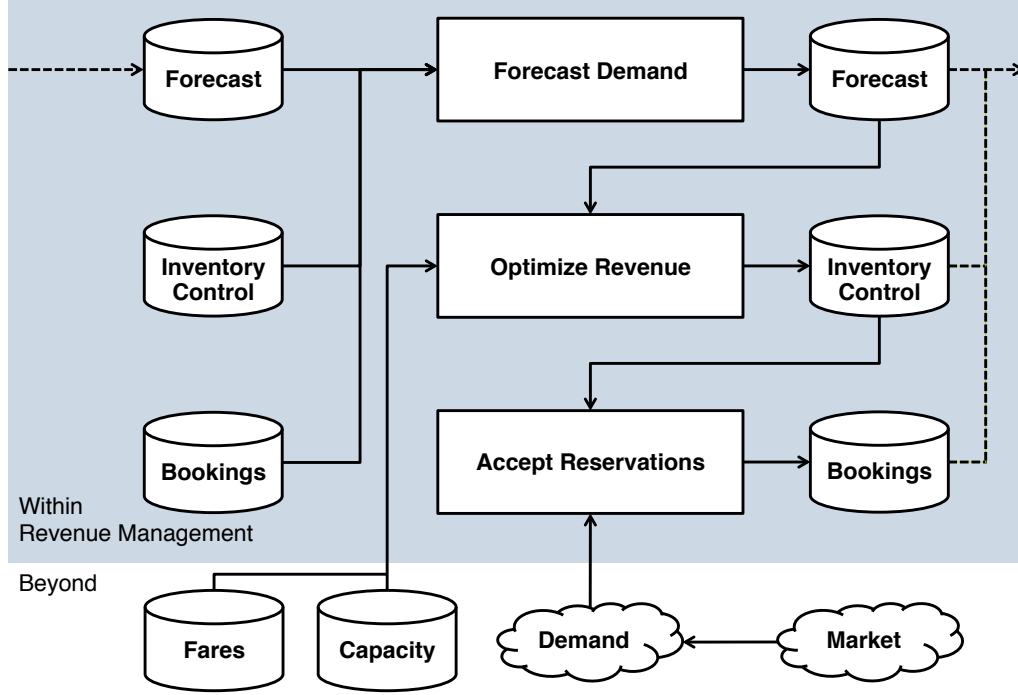 Forecast
Forecast Demand
Forecast
Inventory
Control
Optimize Revenue
Inventory
Control
Bookings
Accept Reservations
Bookings
Within
Revenue Management
Beyond
Fares
Capacity
Demand
Market